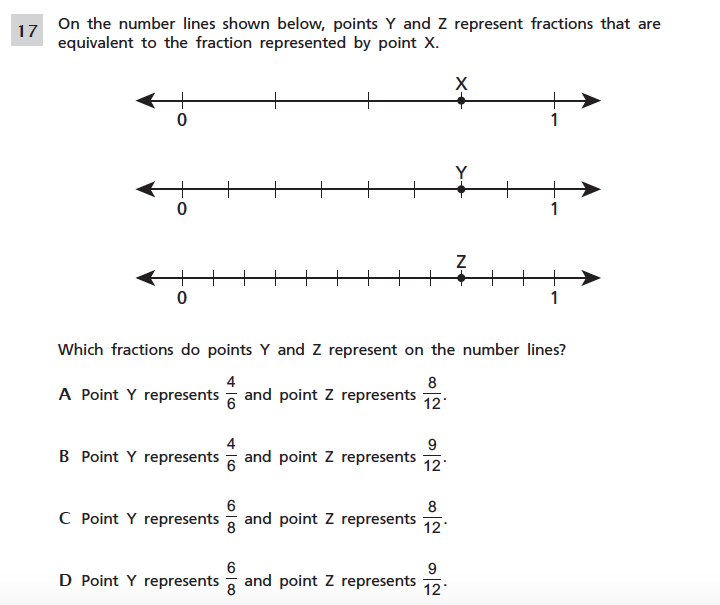 17 On the number lines shown below, points Y and Z represent fractions that are
equivalent to the fraction represented by point X.
X
0 1
Y
0 1
Z
0 1
Which fractions do points Y and Z represent on the number lines?
A Point Y represents 4/6 and point Z represents 8/12.
B Point Y represents 4/6 and point Z represents 9/12.
C Point Y represents 6/8 and point Z represents 8/12.
D Point Y represents 6/8 and point Z represents 9/12.